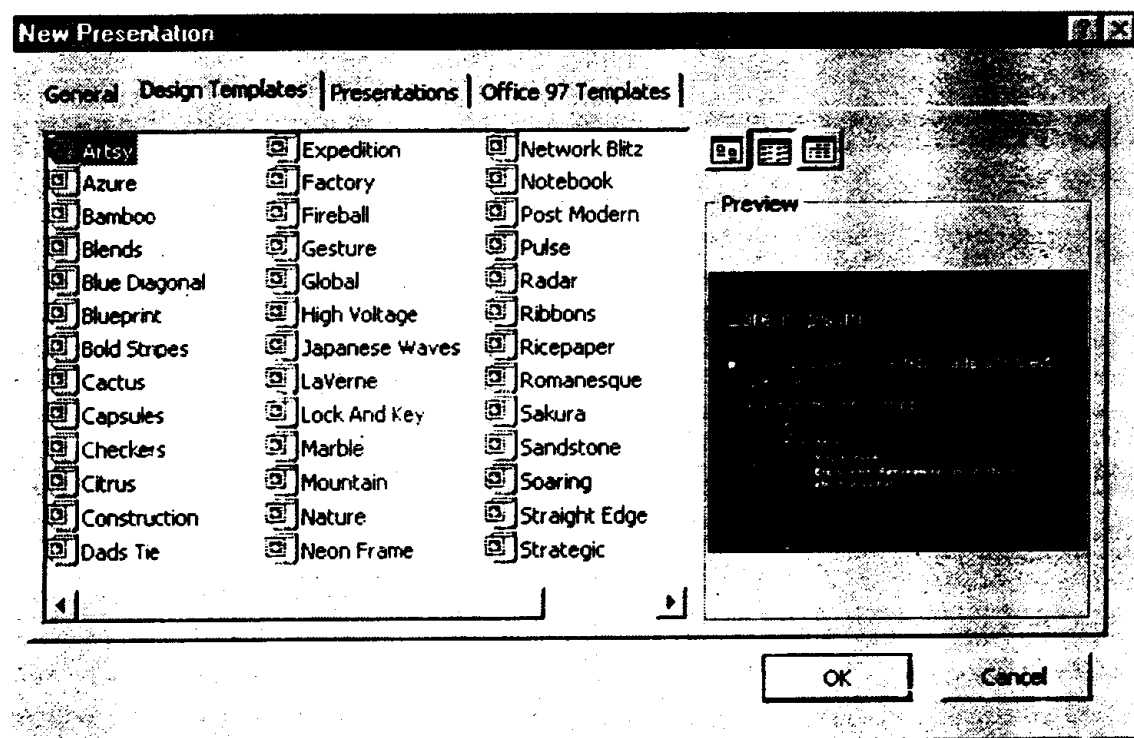 New Presentation
General Design Templates Presentations Office 97 Templates
Artsy
Azure
Bamboo
Blends
Blue Diagonal
Blueprint
Bold Stripes
Cactus
Capsules
Checkers
Citrus
Construction
Dads Tie
Expedition
Factory
Fireball
Gesture
Global
High Voltage
Japanese Waves
LaVerne
Lock And Key
Marble
Mountain
Nature
Neon Frame
Network Blitz
Notebook
Post Modern
Pulse
Radar
Ribbons
Ricepaper
Romanesque
Sakura
Sandstone
Soaring
Straight Edge
Strategic
Preview
OK Cancel